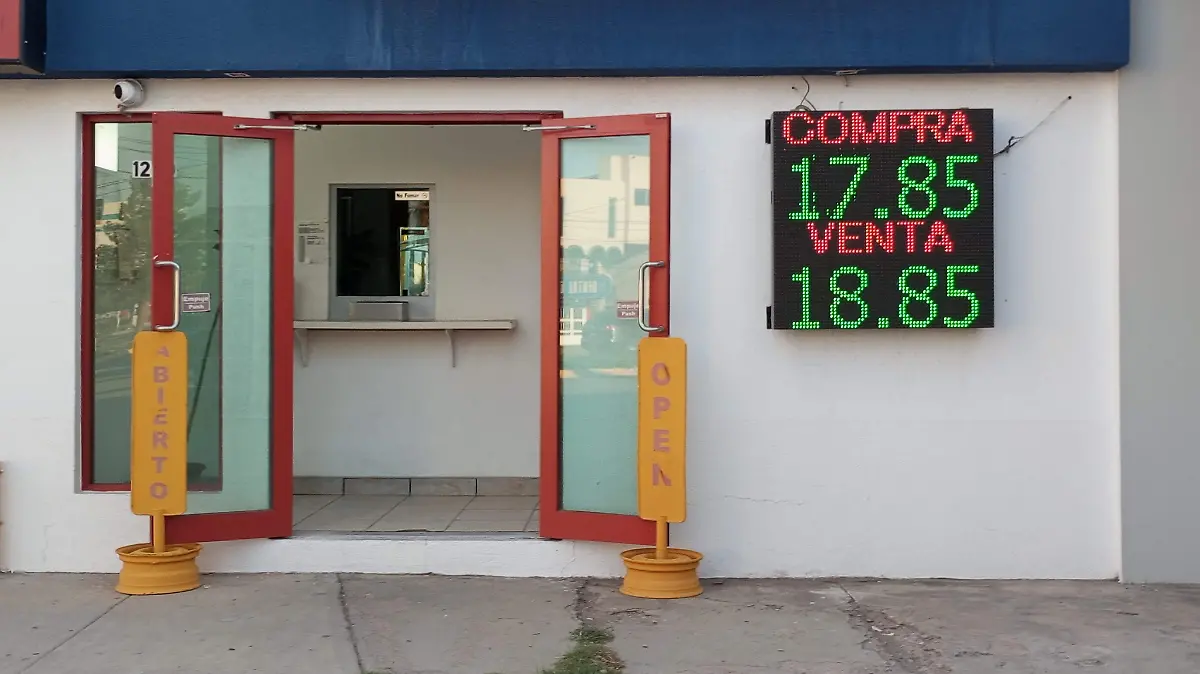 12
No Fumar
Empuje
Push
Empuje
Push
ABIERTO
OPEN
COMPRA
17.85
VENTA
18.85